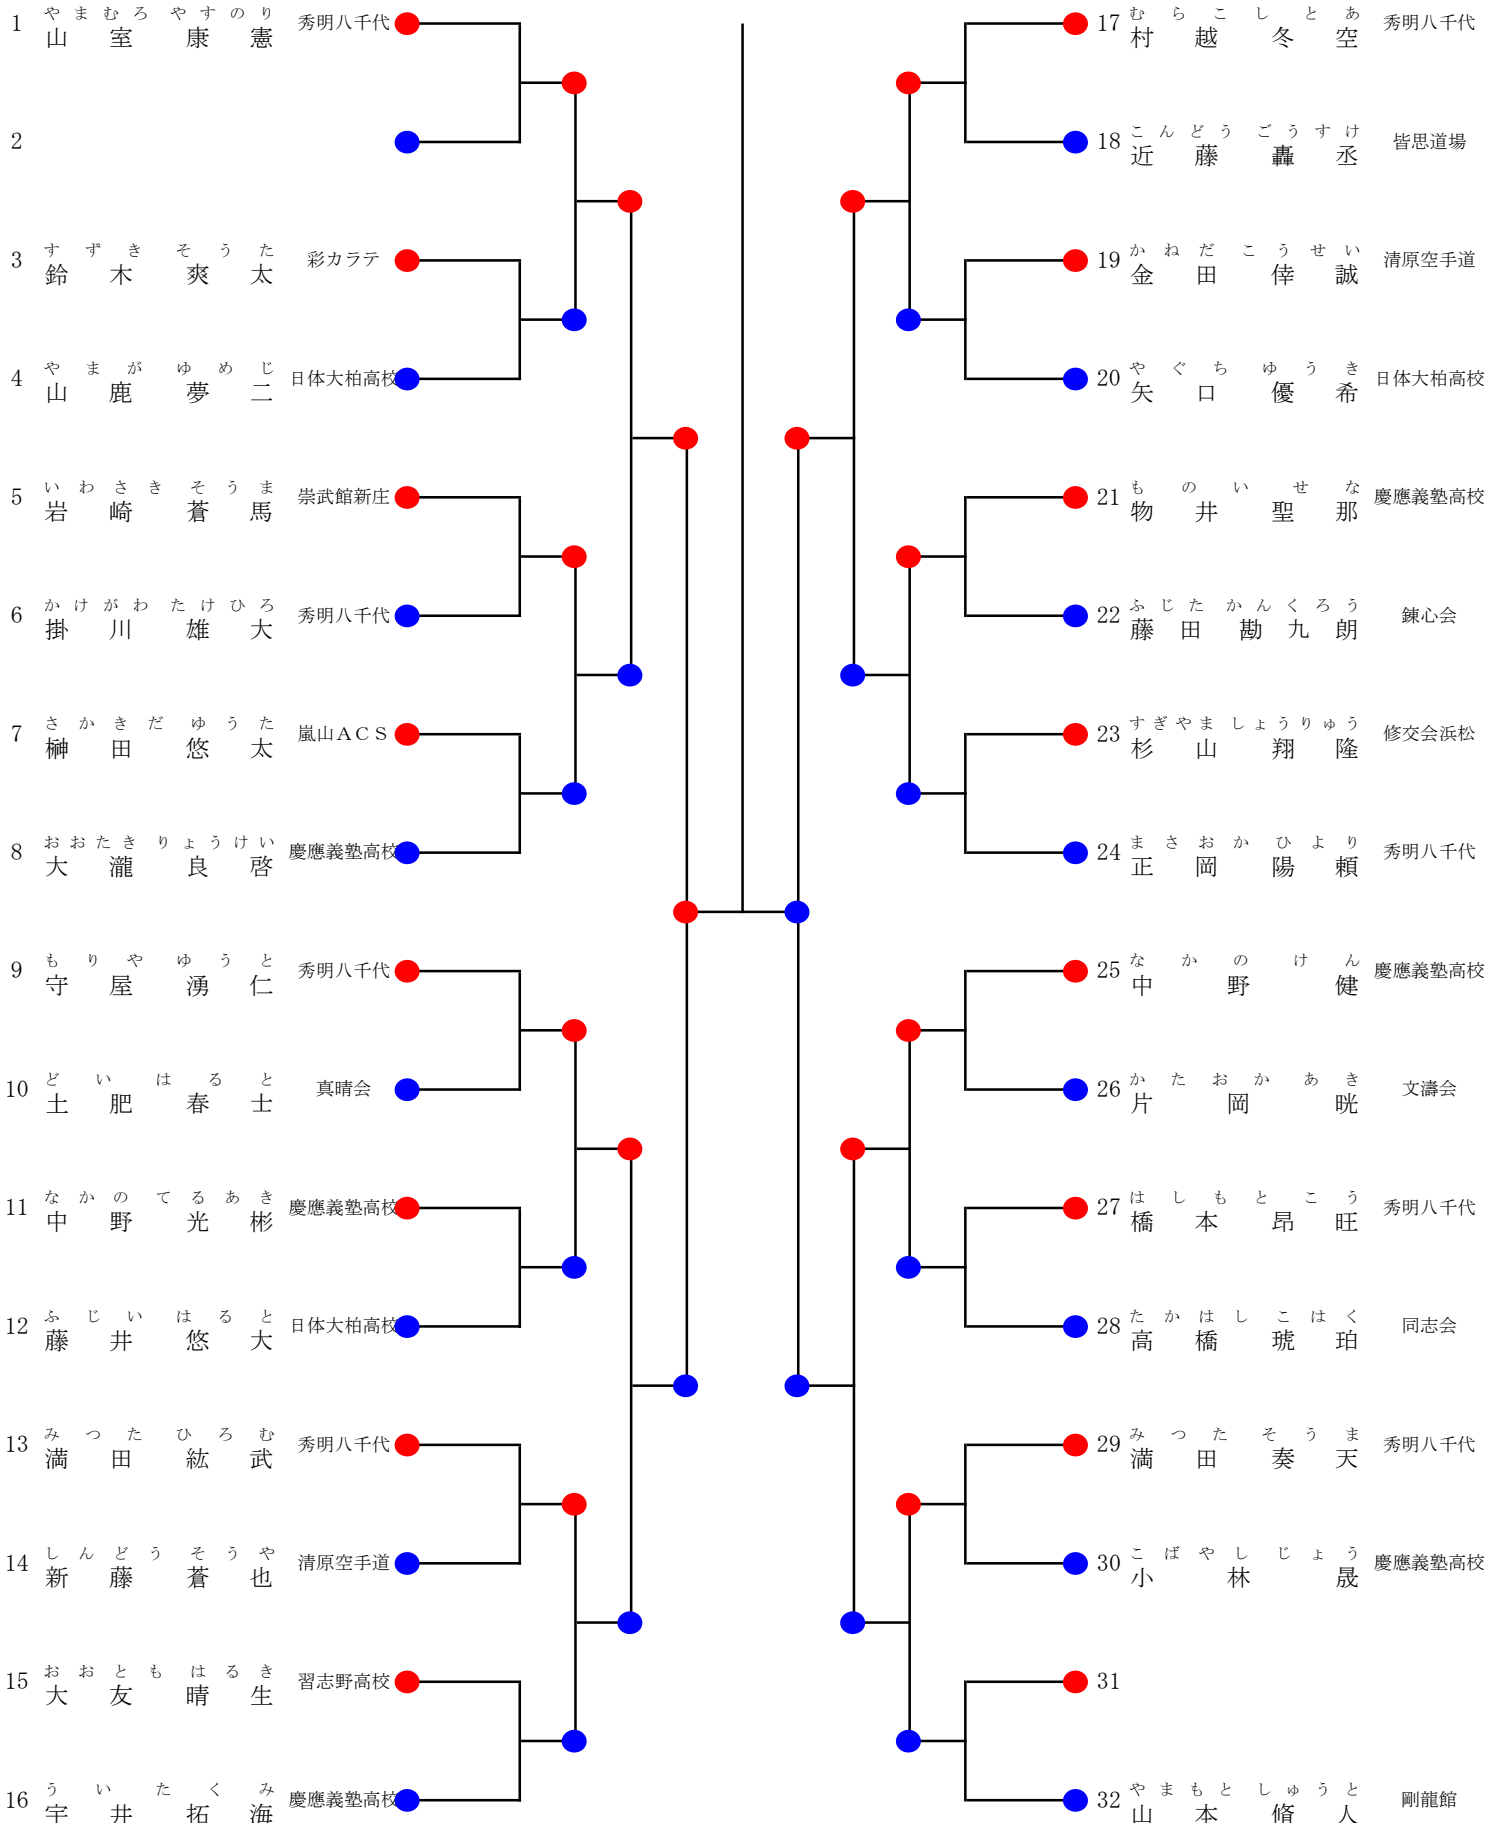 やまむろ やすのり
1 山室 康憲 秀明八千代
2
すずき そうた
3 鈴木 爽太 彩カラテ
やまが ゆめじ
4 山鹿 夢二 日体大柏高校
いわさき そうま
5 岩崎 蒼馬 崇武館新庄
かけがわ たけひろ
6 掛川 雄大 秀明八千代
さかきだ ゆうた
7 榊田 悠太 嵐山ACS
おおたき りょうけい
8 大瀧 良啓 慶應義塾高校
もりや ゆうと
9 守屋 湧仁 秀明八千代
どい はると
10 土肥 春士 真晴会
なかの てるあき
11 中野 光彬 慶應義塾高校
ふじい はると
12 藤井 悠大 日体大柏高校
みつた ひろむ
13 満田 紘武 秀明八千代
しんどう そうや
14 新藤 蒼也 清原空手道
おおとも はるき
15 大友 晴生 習志野高校
うい たくみ
16 宇井 拓海 慶應義塾高校
むらこし とあ
17 村越 冬空 秀明八千代
こんどう ごうすけ
18 近藤 轟丞 皆思道場
かねだ こうせい
19 金田 倖誠 清原空手道
やぐち ゆうき
20 矢口 優希 日体大柏高校
ものい せな
21 物井 聖那 慶應義塾高校
ふじた かんくろう
22 藤田 勘九朗 錬心会
すぎやま しょうりゅう
23 杉山 翔隆 修交会浜松
まさおか ひより
24 正岡 陽頼 秀明八千代
なかの けん
25 中野 健 慶應義塾高校
かたおか あき
26 片岡 晄 文濤会
はしもと こう
27 橋本 昂旺 秀明八千代
たかはし こはく
28 高橋 琥珀 同志会
みつた そうま
29 満田 奏天 秀明八千代
こばやし じょう
30 小林 晟 慶應義塾高校
31
やまもと しゅうと
32 山本 脩人 剛龍館